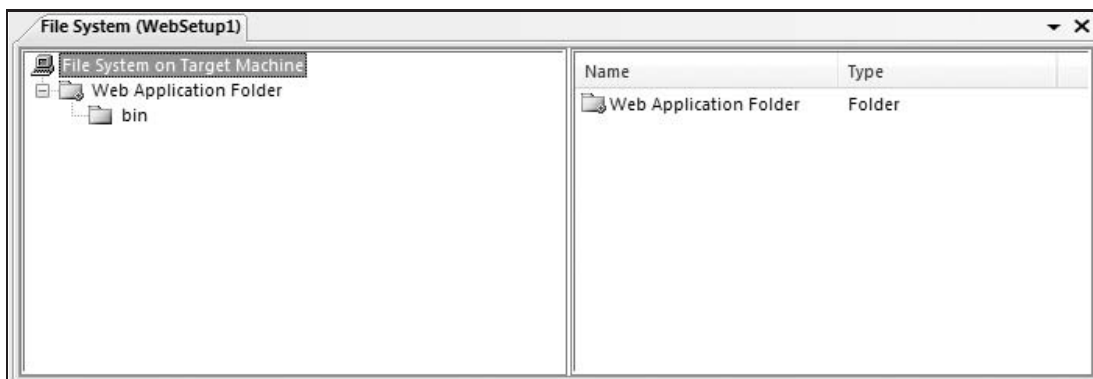 File System (WebSetup1)
File System on Target Machine
Web Application Folder
bin
Name Type
Web Application Folder Folder